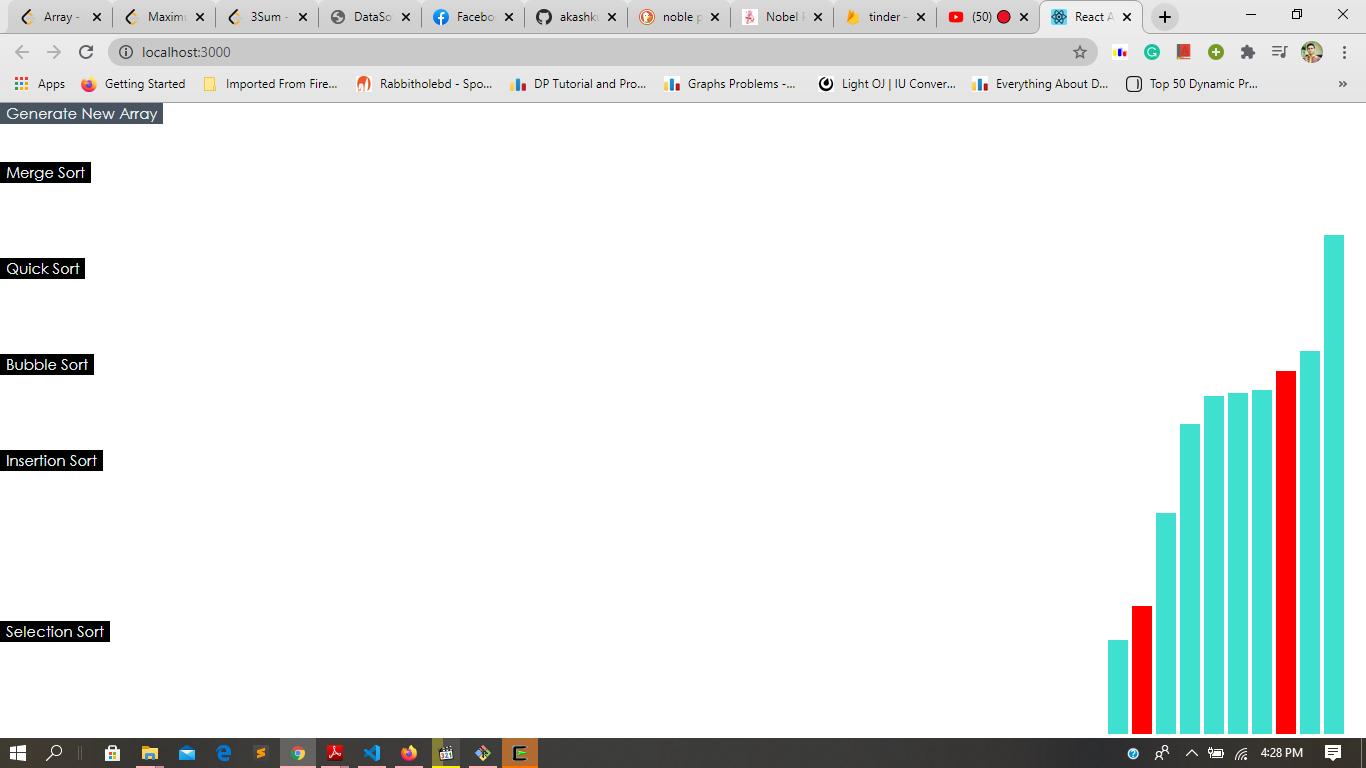 Array -
Maxim
3Sum -
DataSo
Facebo
akashk
noble p
Nobel
tinder -
(50)
React A
localhost:3000
Apps
Getting Started
Imported From Fire...
Rabbitholebd - Spo...
DP Tutorial and Pro...
Graphs Problems -...
Light OJ | IU Conver...
Everything About D...
Top 50 Dynamic Pr...
»
Generate New Array
Merge Sort
Quick Sort
Bubble Sort
Insertion Sort
Selection Sort
4:28 PM